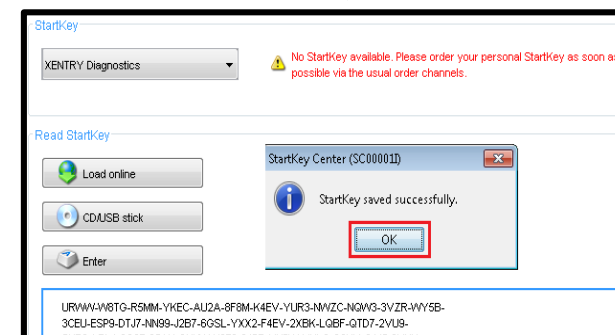 StartKey
XENTRY Diagnostics
No StartKey available. Please order your personal StartKey as soon as
possible via the usual order channels.
Read StartKey
Load online
StartKey Center (SC00001I)
StartKey saved successfully.
CD/USB stick
OK
Enter
URWW-W8TG-R5MM-YKEC-AU2A-8F8M-K4EV-YUR3-NWZC-NQW3-3VZR-WY5B-
3CEU-ESP9-DTJ7-NN99-J2B7-6GSL-YXX2-F4EV-2XBK-LQBF-QTD7-2VU9-